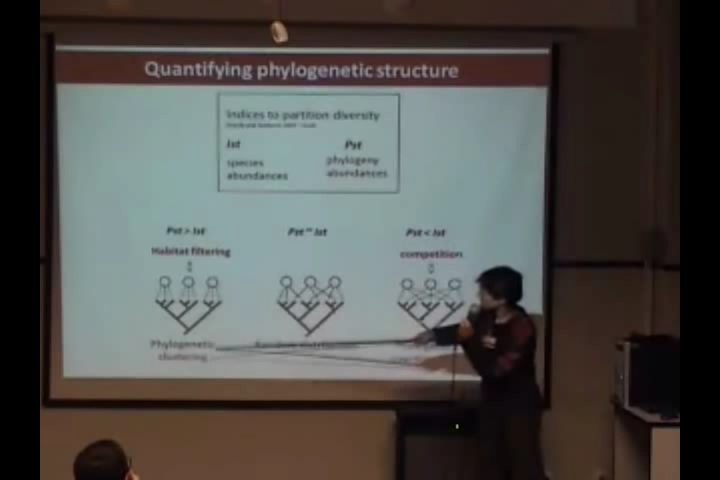 Quantifying phylogenetic structure
Indices to partition diversity
Ist
Pst
species
abundances
phylogeny
abundances
Pst > Ist
Pst ~ Ist
Pst < Ist
Habitat filtering
competition
Phylogenetic
clustering